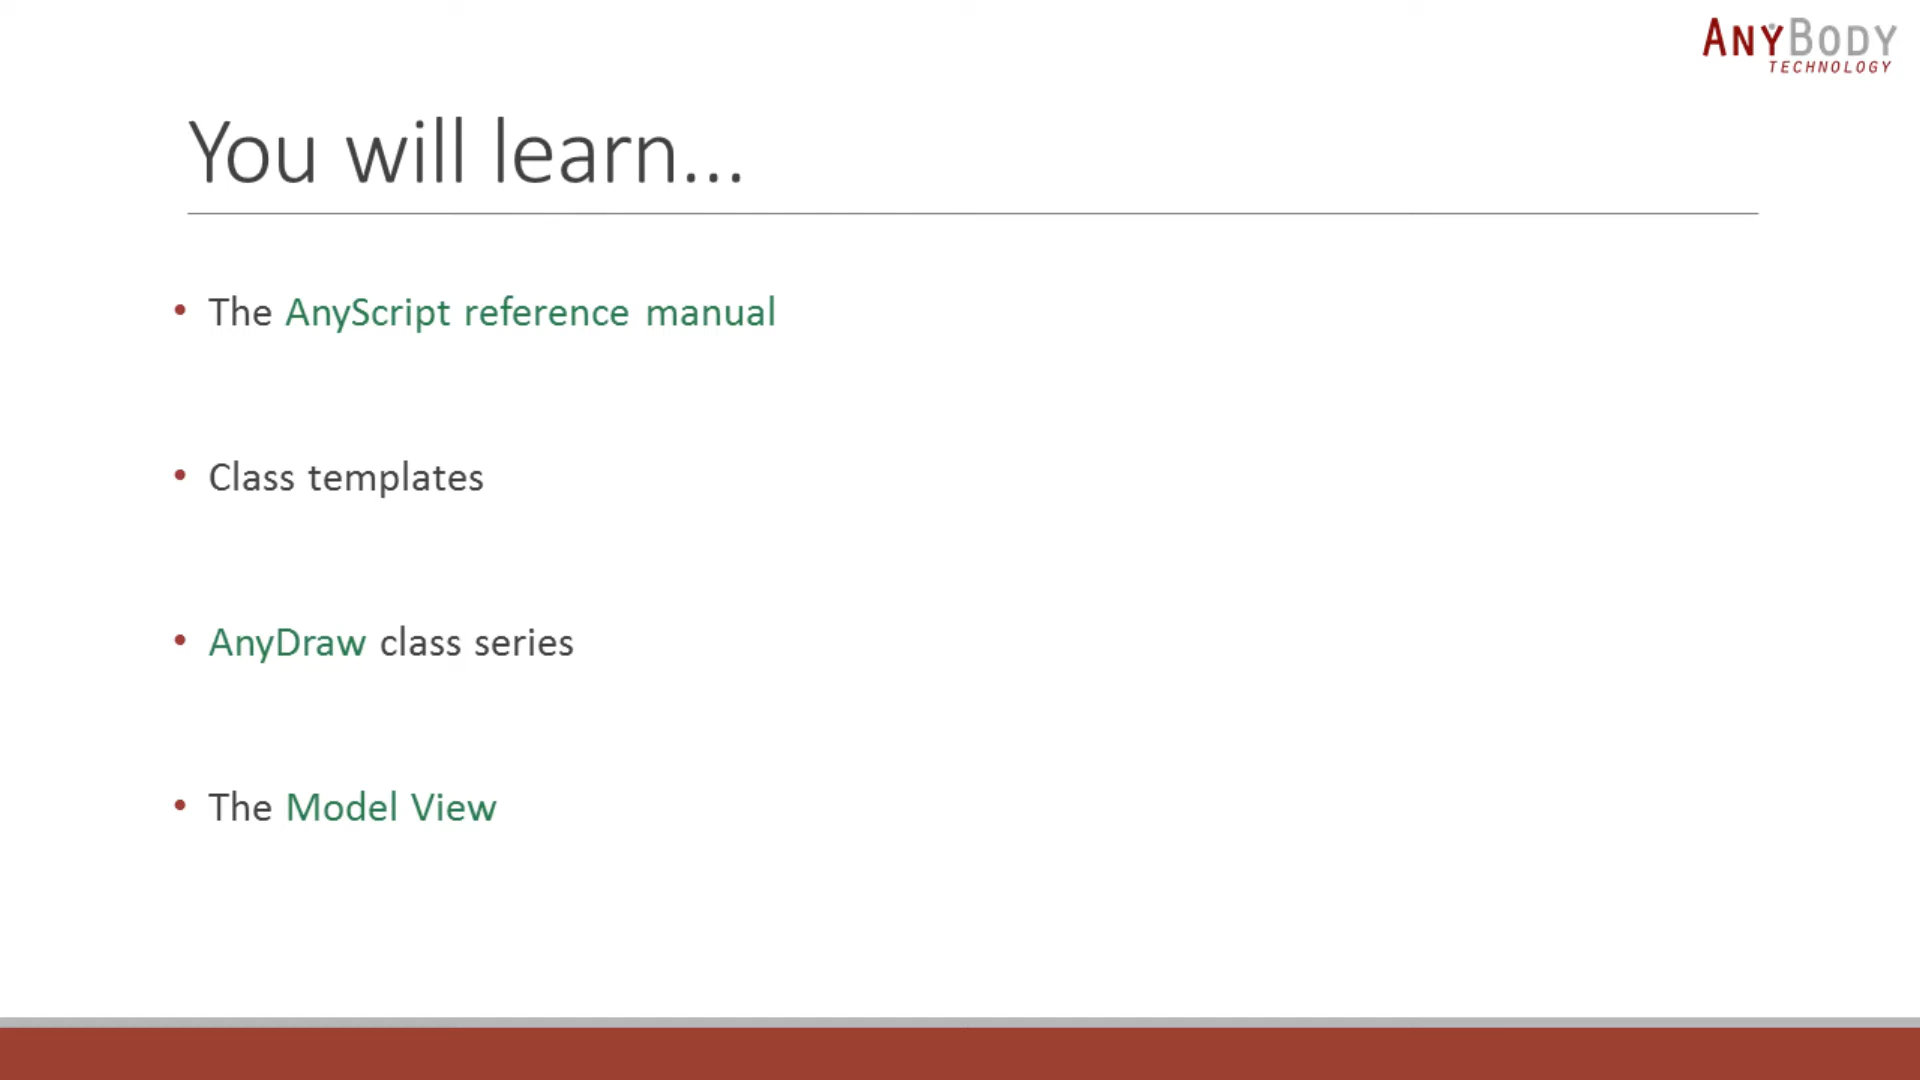 ANYBODY
TECHNOLOGY
You will learn...
• The AnyScript reference manual
• Class templates
• AnyDraw class series
• The Model View